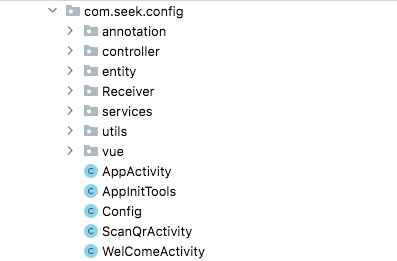 com.seek.config
annotation
controller
entity
Receiver
services
utils
vue
C AppActivity
C AppInitTools
C Config
C ScanQrActivity
C WelComeActivity